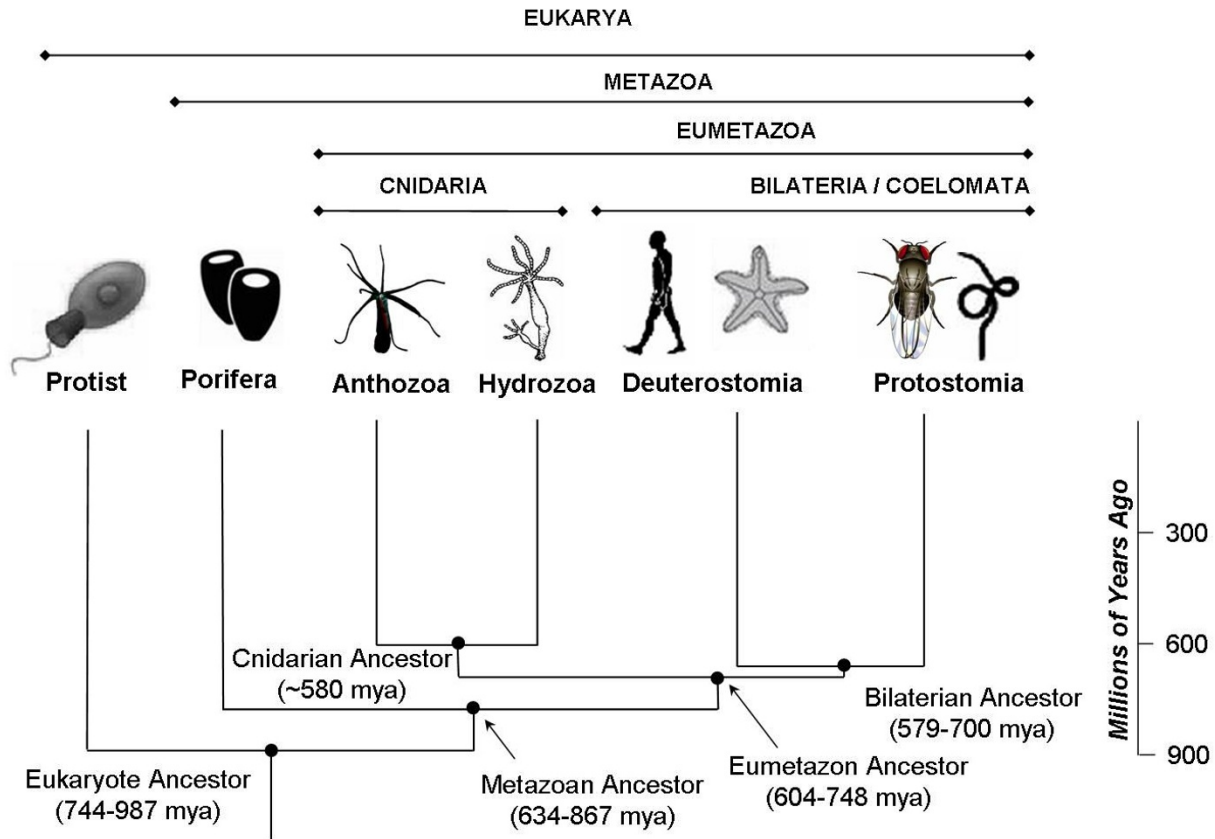 EUKARYA
METAZOA
EUMETAZOA
CNIDARIA
BILATERIA / COELOMATA
Protist
Porifera
Anthozoa
Hydrozoa
Deuterostomia
Protostomia
Millions of Years Ago
300
600
900
Cnidarian Ancestor
(~580 mya)
Bilaterian Ancestor
(579-700 mya)
Eukaryote Ancestor
(744-987 mya)
Metazoan Ancestor
(634-867 mya)
Eumetazon Ancestor
(604-748 mya)